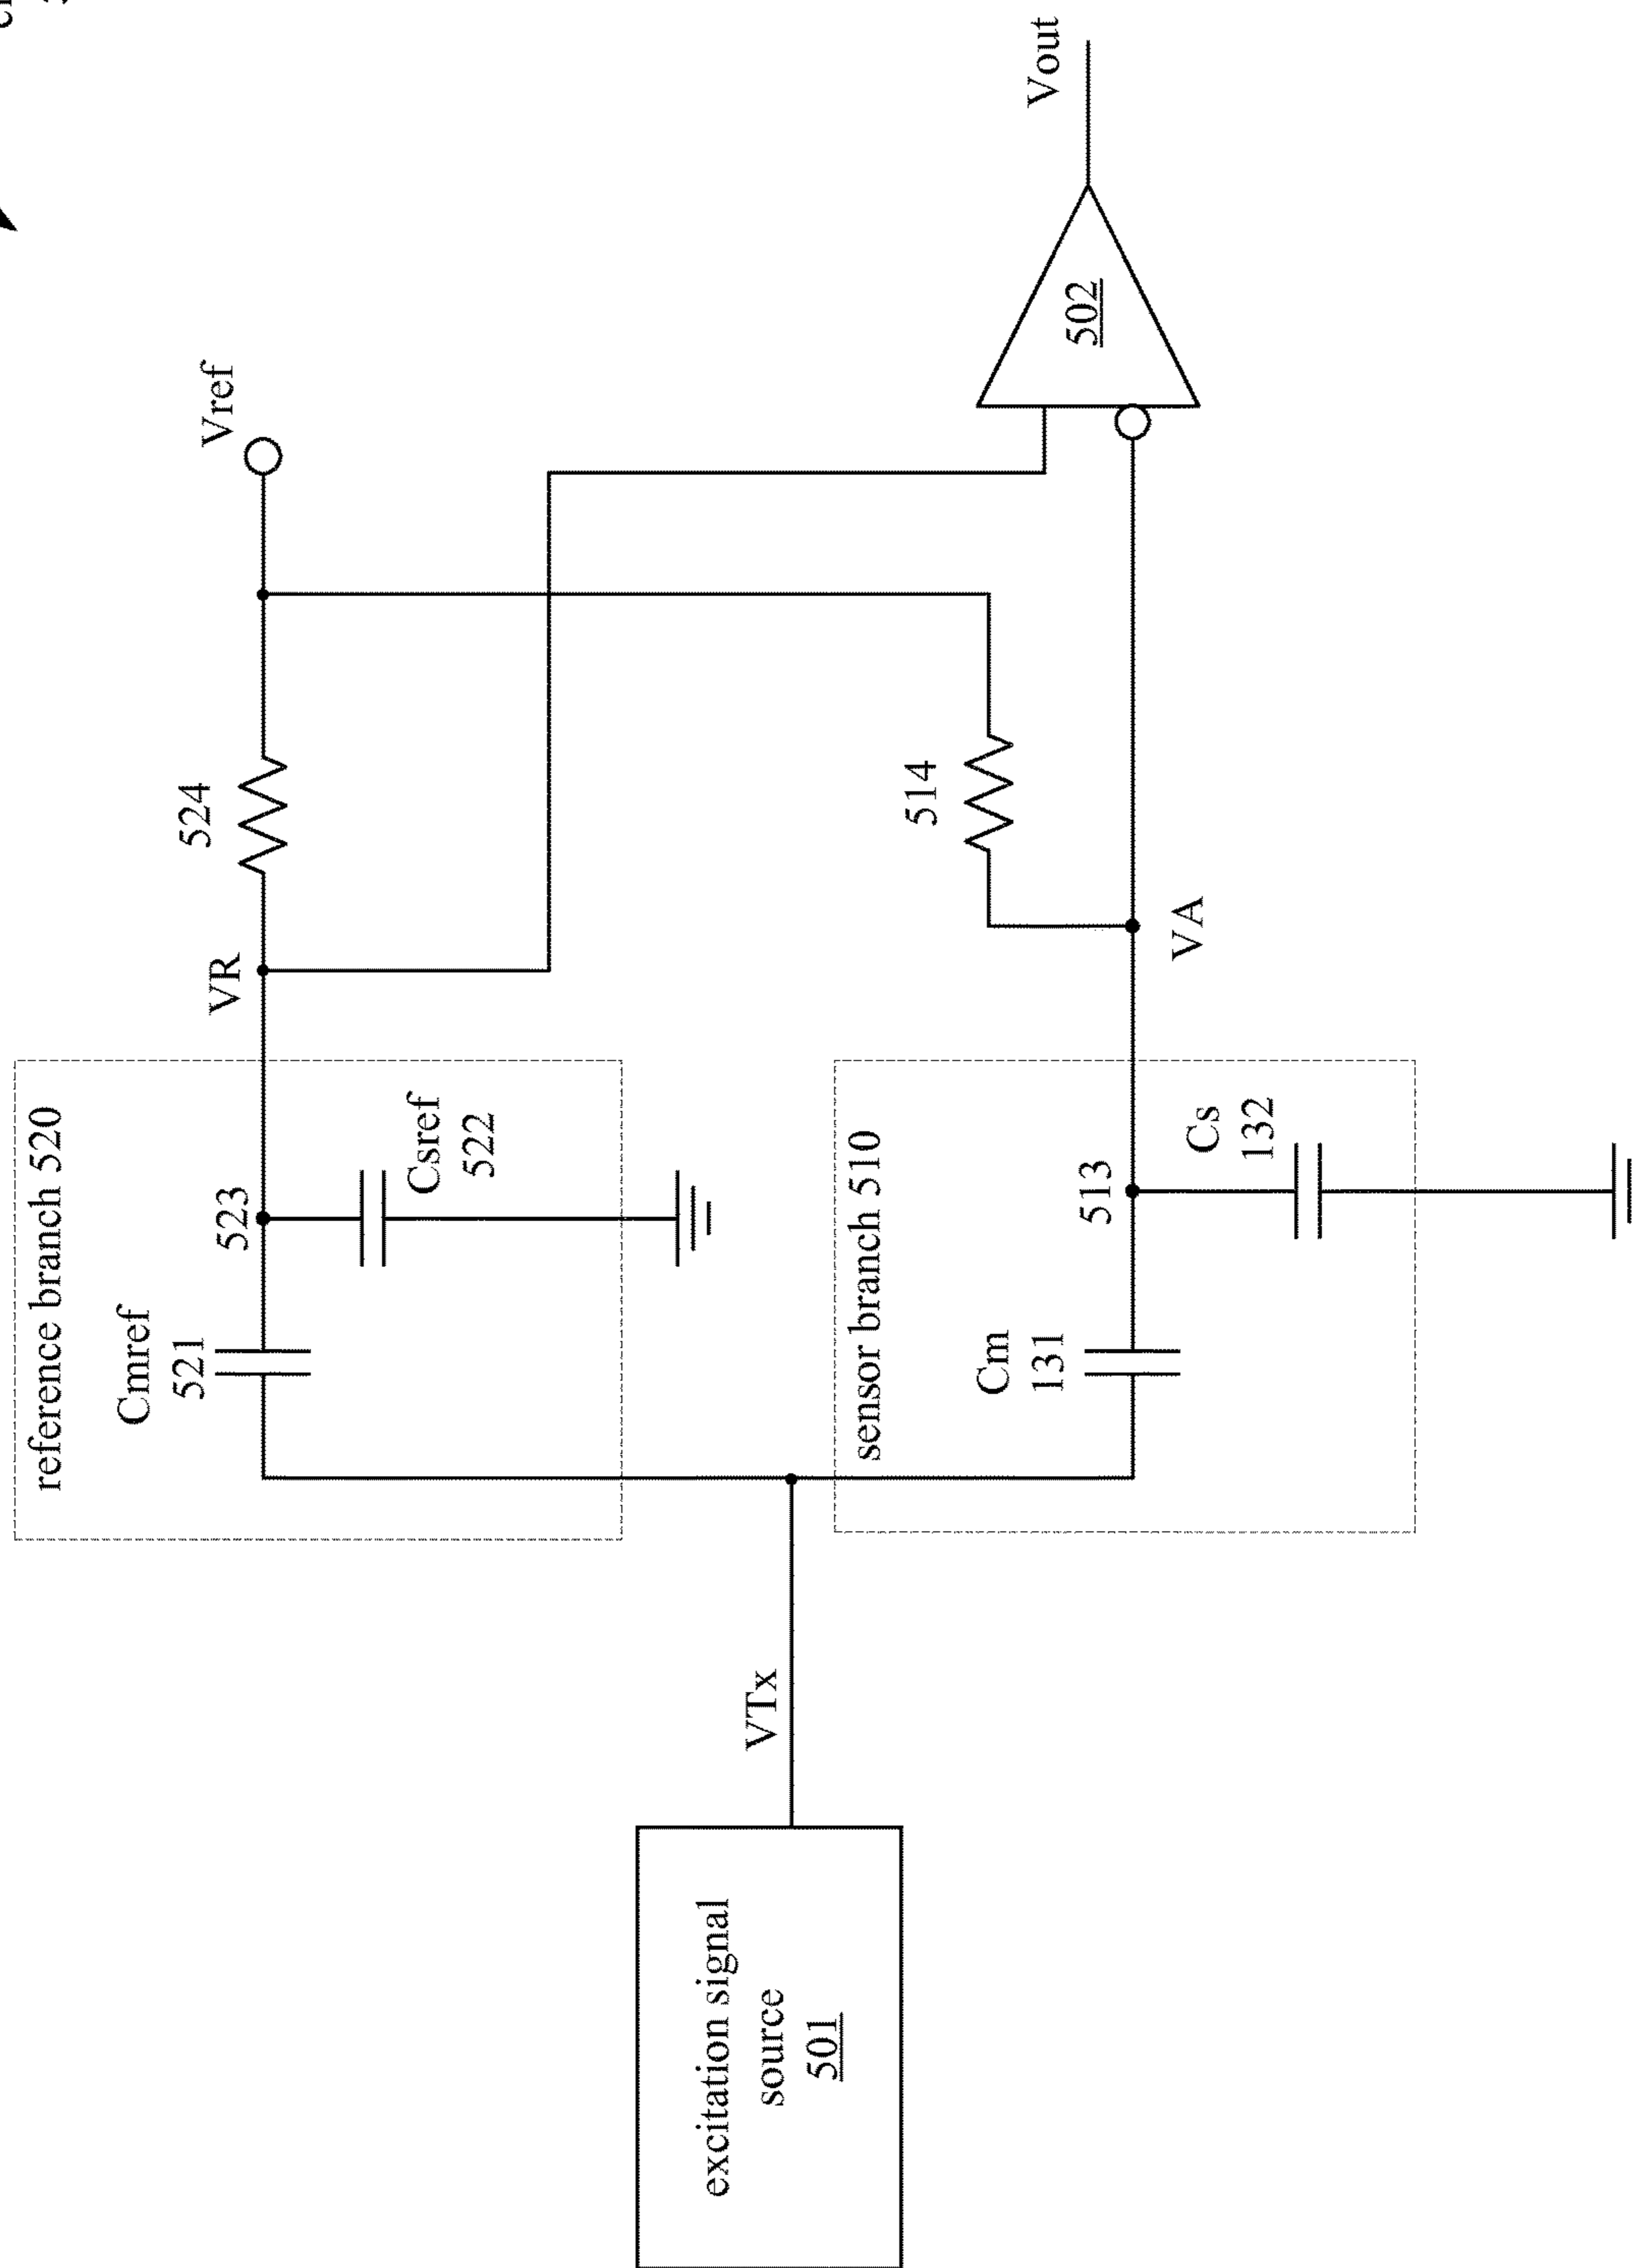 reference branch 520
Cmref
521
523
Csref
522
VR
524
Vref
sensor branch 510
Cm
131
513
Cs
132
VA
514
502
Vout
VTx
excitation signal
source
501